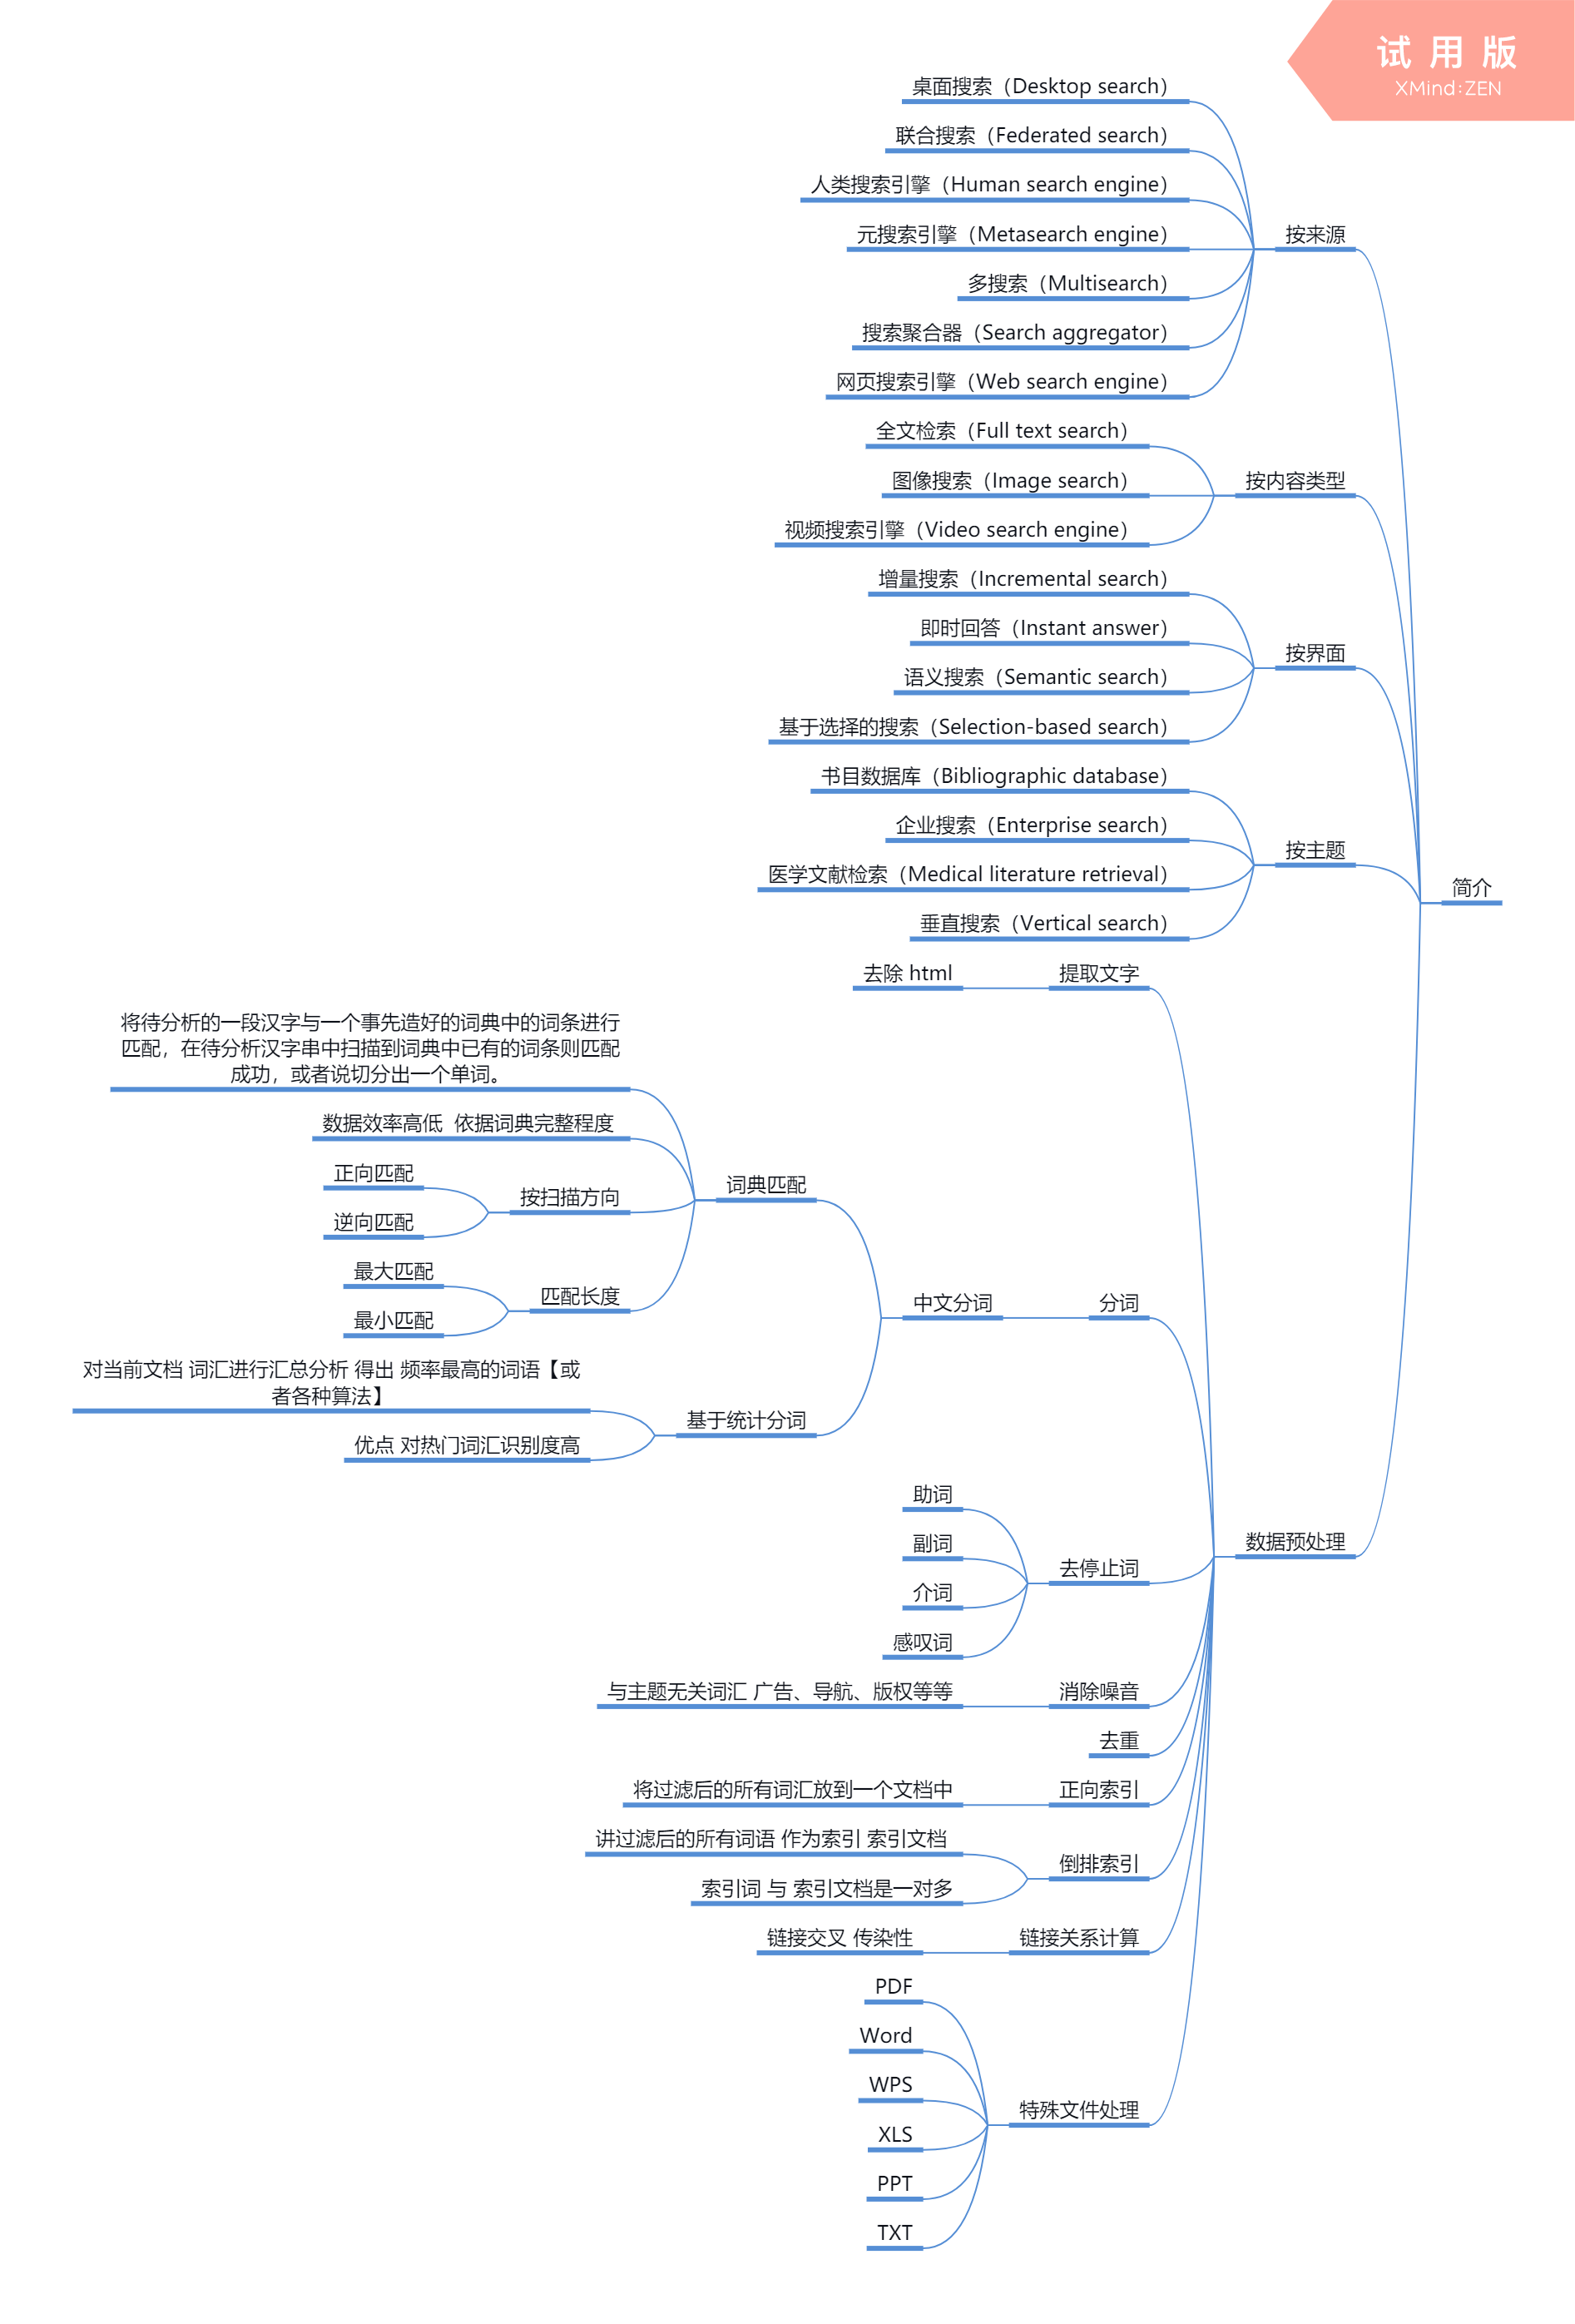 试用版
XMind:ZEN
桌面搜索（Desktop search）
联合搜索（Federated search）
人类搜索引擎（Human search engine）
元搜索引擎（Metasearch engine）
按来源
多搜索（Multisearch）
搜索聚合器（Search aggregator）
网页搜索引擎（Web search engine）
全文检索（Full text search）
图像搜索（Image search）
按内容类型
视频搜索引擎（Video search engine）
增量搜索（Incremental search）
即时回答（Instant answer）
按界面
语义搜索（Semantic search）
基于选择的搜索（Selection-based search）
书目数据库（Bibliographic database）
企业搜索（Enterprise search）
按主题
医学文献检索（Medical literature retrieval）
简介
垂直搜索（Vertical search）
去除 html
提取文字
将待分析的一段汉字与一个事先造好的词典中的词条进行
匹配，在待分析汉字串中扫描到词典中已有的词条则匹配
成功，或者说切分出一个单词。
数据效率高低 依据词典完整程度
正向匹配
按扫描方向
词典匹配
逆向匹配
最大匹配
匹配长度
最小匹配
中文分词
分词
对当前文档 词汇进行汇总分析 得出 频率最高的词语【或
者各种算法】
基于统计分词
优点 对热门词汇识别度高
助词
副词
去停止词
数据预处理
介词
感叹词
与主题无关词汇 广告、导航、版权等等
消除噪音
去重
将过滤后的所有词汇放到一个文档中
正向索引
讲过滤后的所有词语 作为索引 索引文档
倒排索引
索引词 与 索引文档是一对多
链接交叉 传染性
链接关系计算
PDF
Word
WPS
特殊文件处理
XLS
PPT
TXT